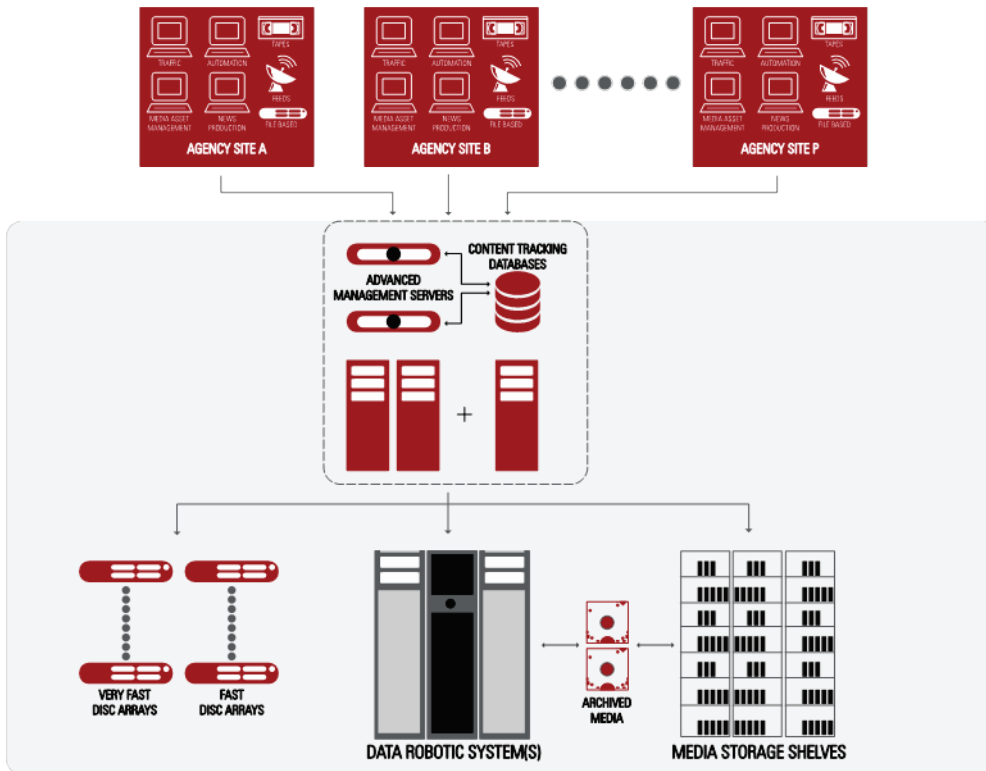 TAPES
TRAFFIC
AUTOMATION
FEEDS
MEDIA ASSET
MANAGEMENT
NEWS
PRODUCTION
FILE BASED
AGENCY SITE A
TAPES
TRAFFIC
AUTOMATION
FEEDS
MEDIA ASSET
MANAGEMENT
NEWS
PRODUCTION
FILE BASED
AGENCY SITE B
TAPES
TRAFFIC
AUTOMATION
FEEDS
MEDIA ASSET
MANAGEMENT
NEWS
PRODUCTION
FILE BASED
AGENCY SITE P
CONTENT TRACKING
DATABASES
ADVANCED
MANAGEMENT SERVERS
+
VERY FAST
DISC ARRAYS
FAST
DISC ARRAYS
DATA ROBOTIC SYSTEM(S)
ARCHIVED
MEDIA
MEDIA STORAGE SHELVES